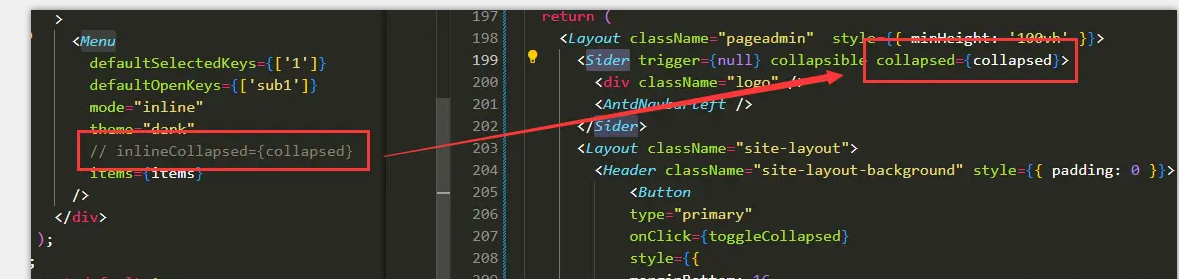 >
<Menu
defaultSelectedKeys={['1']}
defaultOpenKeys={['sub1']}
mode="inline"
theme="dark"
// inlineCollapsed={collapsed}
items={items}
/>
</div>
);
197 return (
198 <Layout className="pageadmin" style={{ minHeight: '100vh' }}>
199 <Sider trigger={null} collapsible collapsed={collapsed}>
200 <div className="logo" />
201 <AntdNavbarLeft />
202 </Sider>
203 <Layout className="site-layout">
204 <Header className="site-layout-background" style={{ padding: 0 }}>
205 <Button
206 type="primary"
207 onClick={toggleCollapsed}
208 style={{
marginBottom: 16